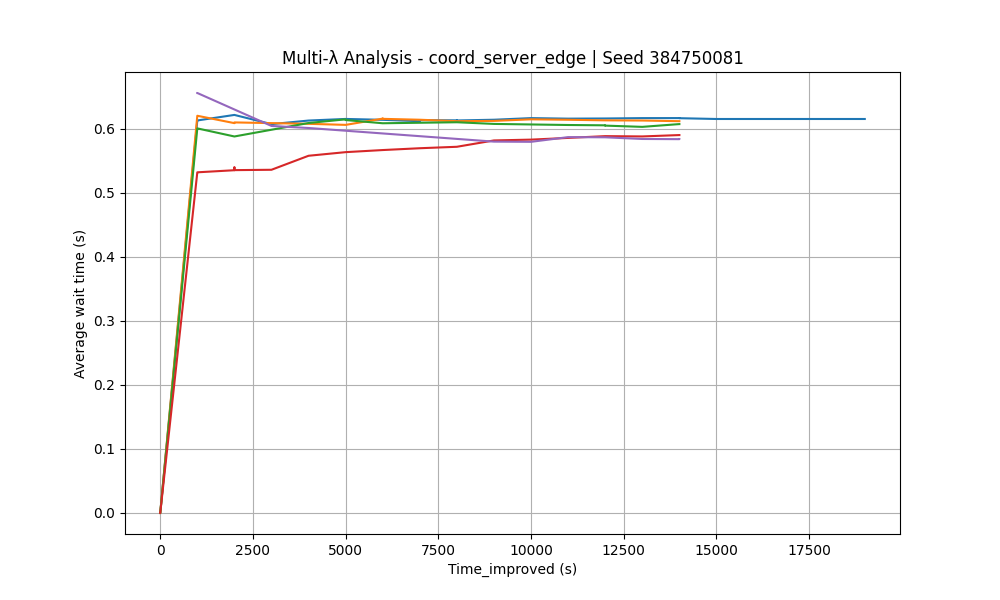 Multi-λ Analysis - coord_server_edge | Seed 384750081
Average wait time (s)
0.6
0.5
0.4
0.3
0.2
0.1
0.0
0 2500 5000 7500 10000 12500 15000 17500
Time_improved (s)